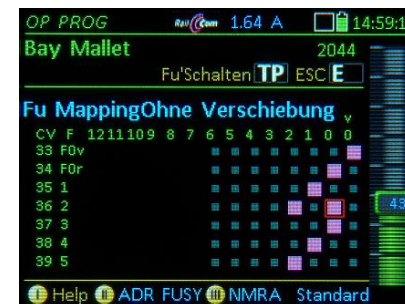 OP PROG RailCom 1.64 A 14:59:1
Bay Mallet 2044
Fu'Schalten TP ESC E
Fu MappingOhne Verschiebung
CV F 1211109 8 7 6 5 4 3 2 1 0 0
v
33 F0v
34 F0r
35 1
36 2
43
37 3
38 4
39 5
I Help II ADR FUSY III NMRA Standard